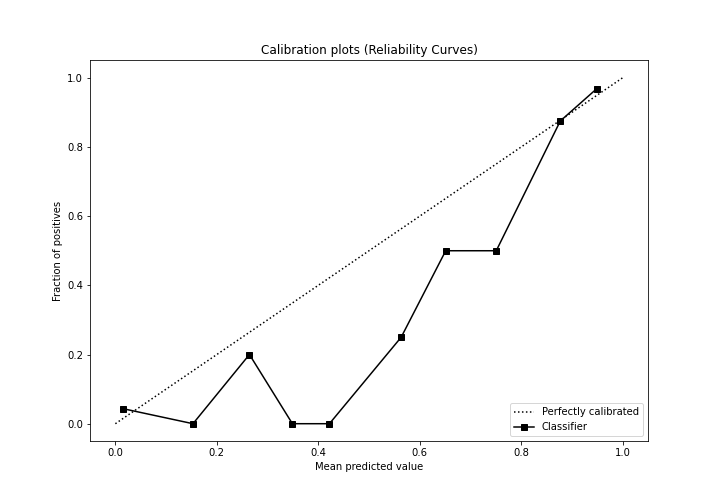 Calibration plots (Reliability Curves)
1.0
0.8
0.6
0.4
0.2
0.0
Fraction of positives
0.0 0.2 0.4 0.6 0.8 1.0
Mean predicted value
Perfectly calibrated
Classifier